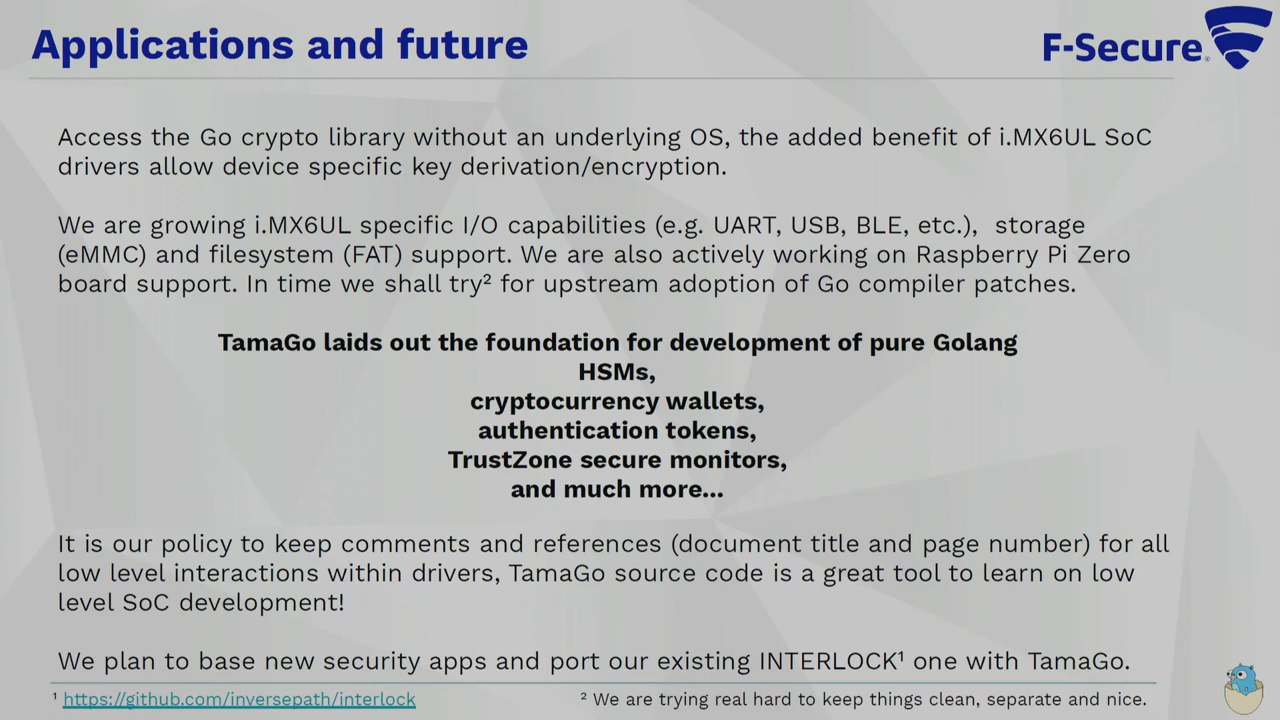 Applications and future
F-Secure®
Access the Go crypto library without an underlying OS, the added benefit of i.MX6UL SoC
drivers allow device specific key derivation/encryption.
We are growing i.MX6UL specific I/O capabilities (e.g. UART, USB, BLE, etc.),  storage
(eMMC) and filesystem (FAT) support. We are also actively working on Raspberry Pi Zero
board support. In time we shall try² for upstream adoption of Go compiler patches.
TamaGo laids out the foundation for development of pure Golang
HSMs,
cryptocurrency wallets,
authentication tokens,
TrustZone secure monitors,
and much more...
It is our policy to keep comments and references (document title and page number) for all
low level interactions within drivers, TamaGo source code is a great tool to learn on low
level SoC development!
We plan to base new security apps and port our existing INTERLOCK¹ one with TamaGo.
¹ https://github.com/inversepath/interlock
² We are trying real hard to keep things clean, separate and nice.